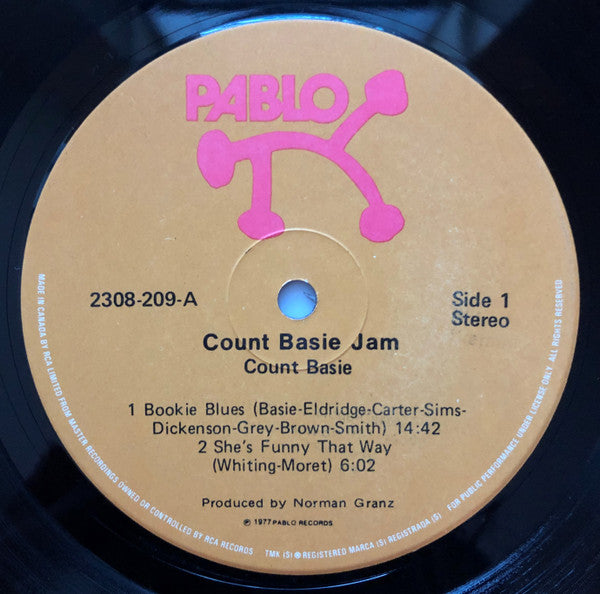 PABLO
2308-209-A
Side 1
Stereo
Count Basie Jam
Count Basie
1 Bookie Blues (Basie-Eldridge-Carter-Sims-
Dickenson-Grey-Brown-Smith) 14:42
2 She's Funny That Way
(Whiting-Moret) 6:02
Produced by Norman Granz
℗ 1977 PABLO RECORDS
MADE IN CANADA BY RCA LIMITED FROM MASTER RECORDINGS OWNED OR CONTROLLED BY RCA RECORDS TMK (S) ® REGISTERED MARCA (S) REGISTRADA (S) FOR PUBLIC PERFORMANCE UNDER LICENSE ONLY ALL RIGHTS RESERVED